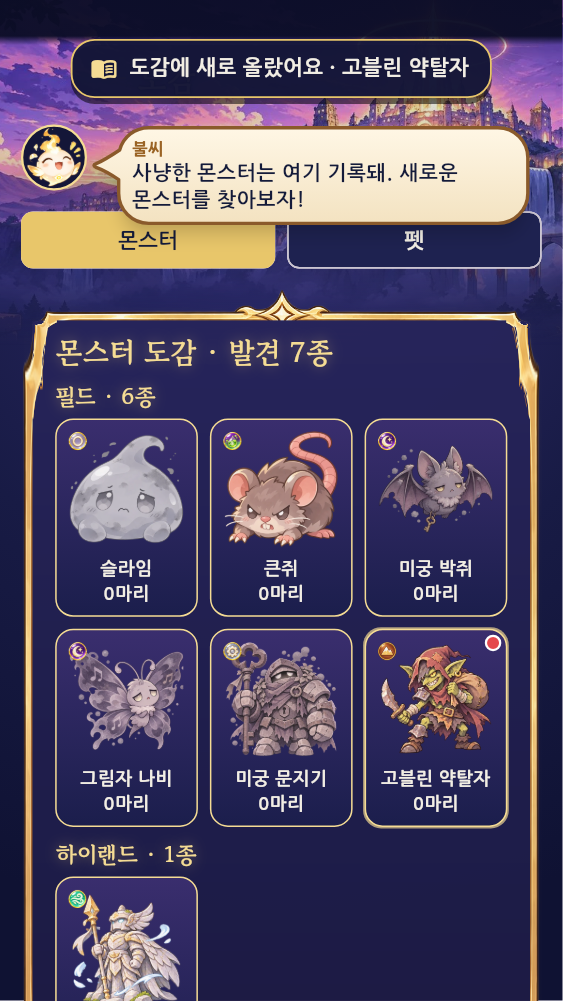 도감에 새로 올랐어요 · 고블린 약탈자
불씨
사냥한 몬스터는 여기 기록돼. 새로운
몬스터를 찾아보자!
몬스터
펫
몬스터 도감 · 발견 7종
필드 · 6종
슬라임
0마리
큰쥐
0마리
미궁 박쥐
0마리
그림자 나비
0마리
미궁 문지기
0마리
고블린 약탈자
0마리
하이랜드 · 1종